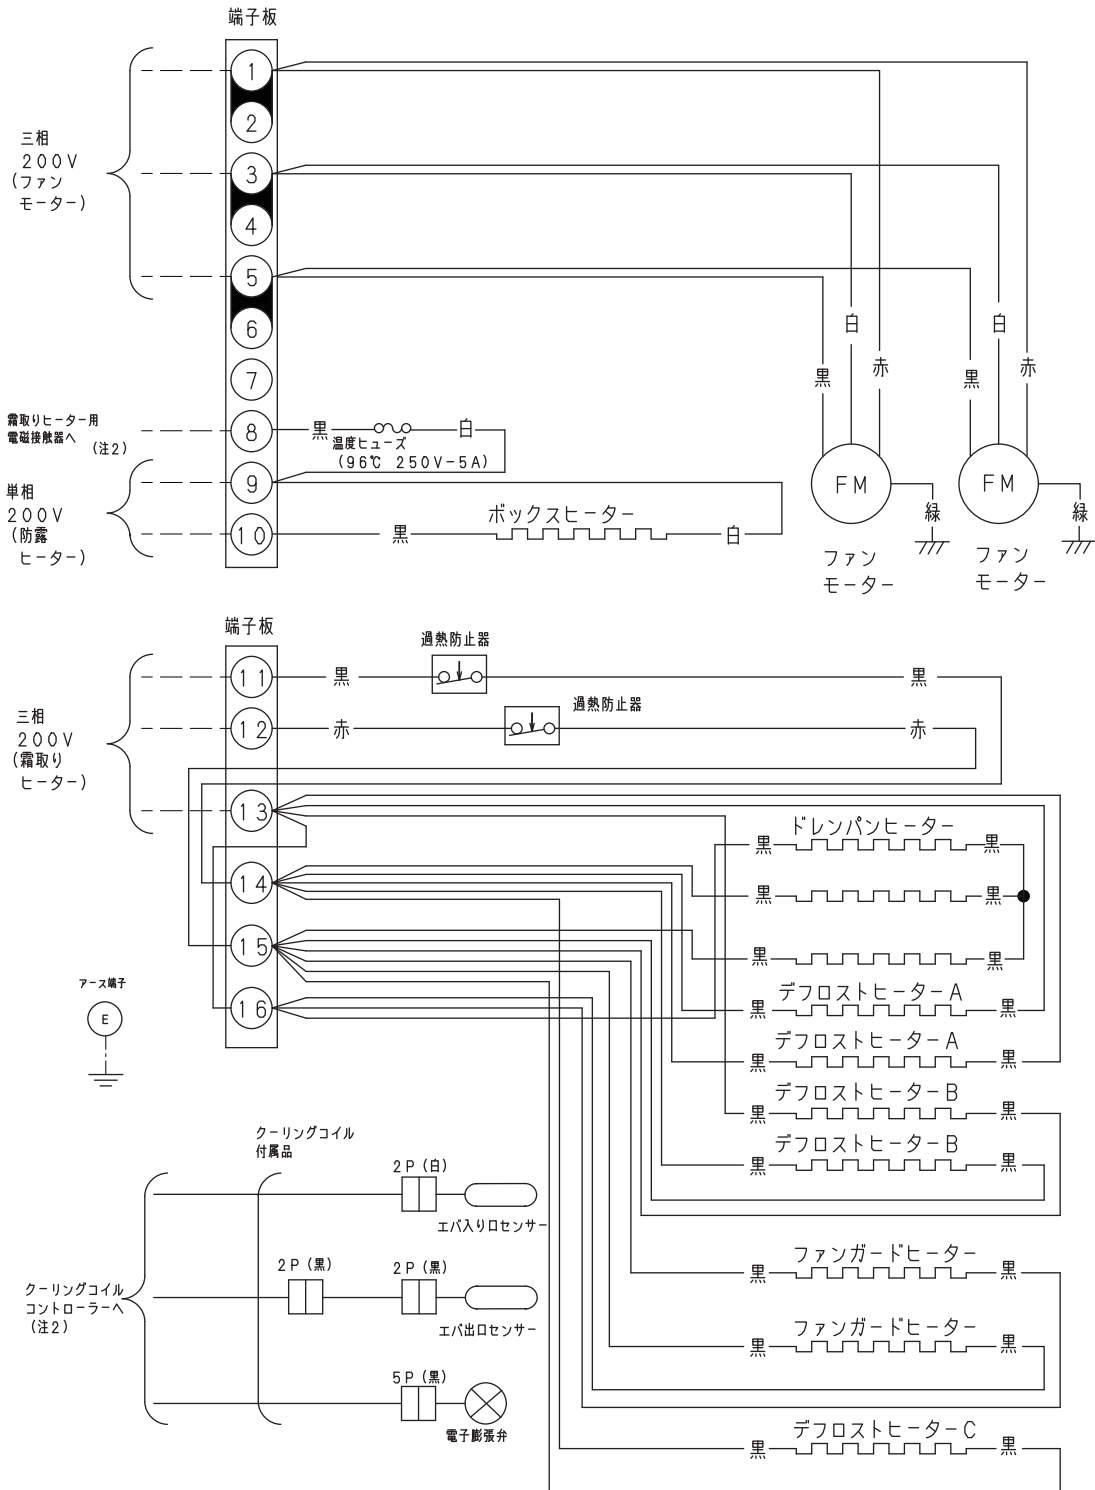 端子板
1
2
三相
200V
(ファン
モーター)
3
4
5
6
7
白
白
黒
赤
黒
赤
霜取りヒーター用
電磁接触器へ
(注2)
8
黒
白
温度ヒューズ
(96℃ 250V-5A)
単相
200V
(防露
ヒーター)
9
10
ボックスヒーター
黒
白
FM
FM
緑
緑
ファン
モーター
ファン
モーター
端子板
過熱防止器
11
黒
黒
過熱防止器
12
赤
赤
三相
200V
(霜取り
ヒーター)
13
ドレンパンヒーター
黒
黒
14
黒
黒
15
黒
黒
アース端子
E
16
デフロストヒーターA
黒
黒
デフロストヒーターA
黒
黒
デフロストヒーターB
黒
黒
デフロストヒーターB
黒
黒
クーリングコイル
付属品
2P(白)
エバ入り口センサー
2P(黒)
2P(黒)
エバ出口センサー
クーリングコイル
コントローラーへ
(注2)
5P(黒)
電子膨張弁
ファンガードヒーター
黒
黒
ファンガードヒーター
黒
黒
デフロストヒーターC
黒
黒